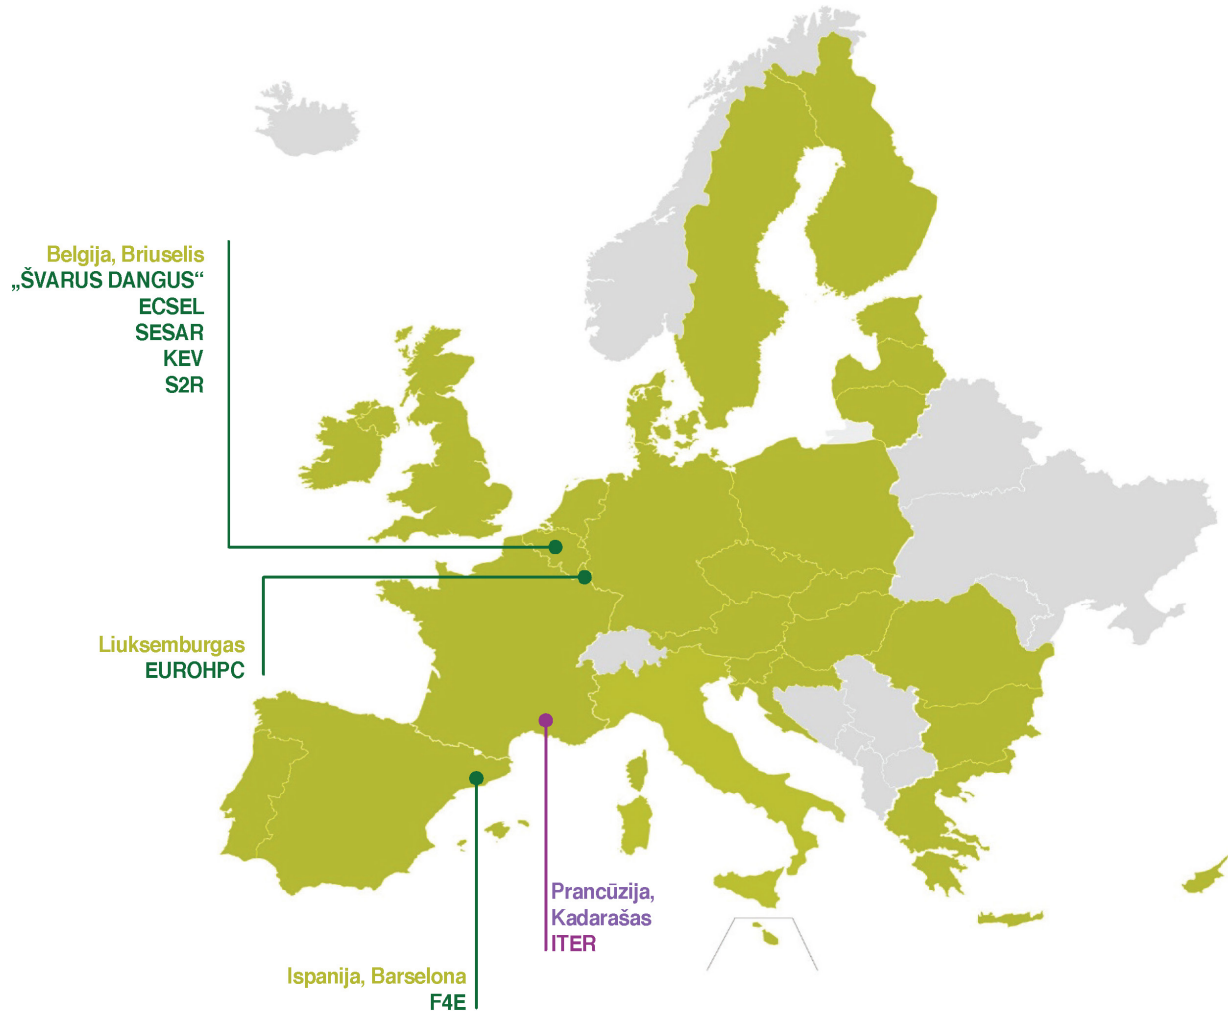 Belgija, Briuselis
„ŠVARUS DANGUS“
ECSEL
SESAR
KEV
S2R
Liuksemburgas
EUROHPC
Prancūzija,
Kadarašas
ITER
Ispanija, Barselona
F4E